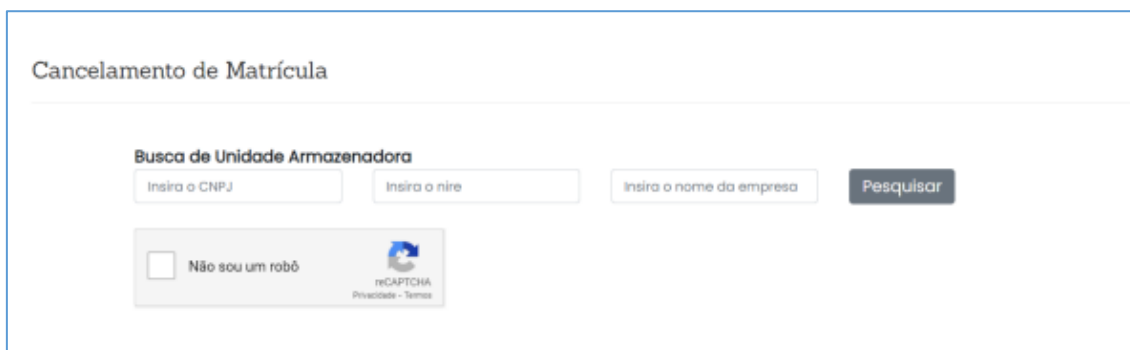 Cancelamento de Matrícula
Busca de Unidade Armazenadora
Insira o CNPJ Insira o nire Insira o nome da empresa Pesquisar
Não sou um robô
reCAPTCHA
Privacidade - Termos